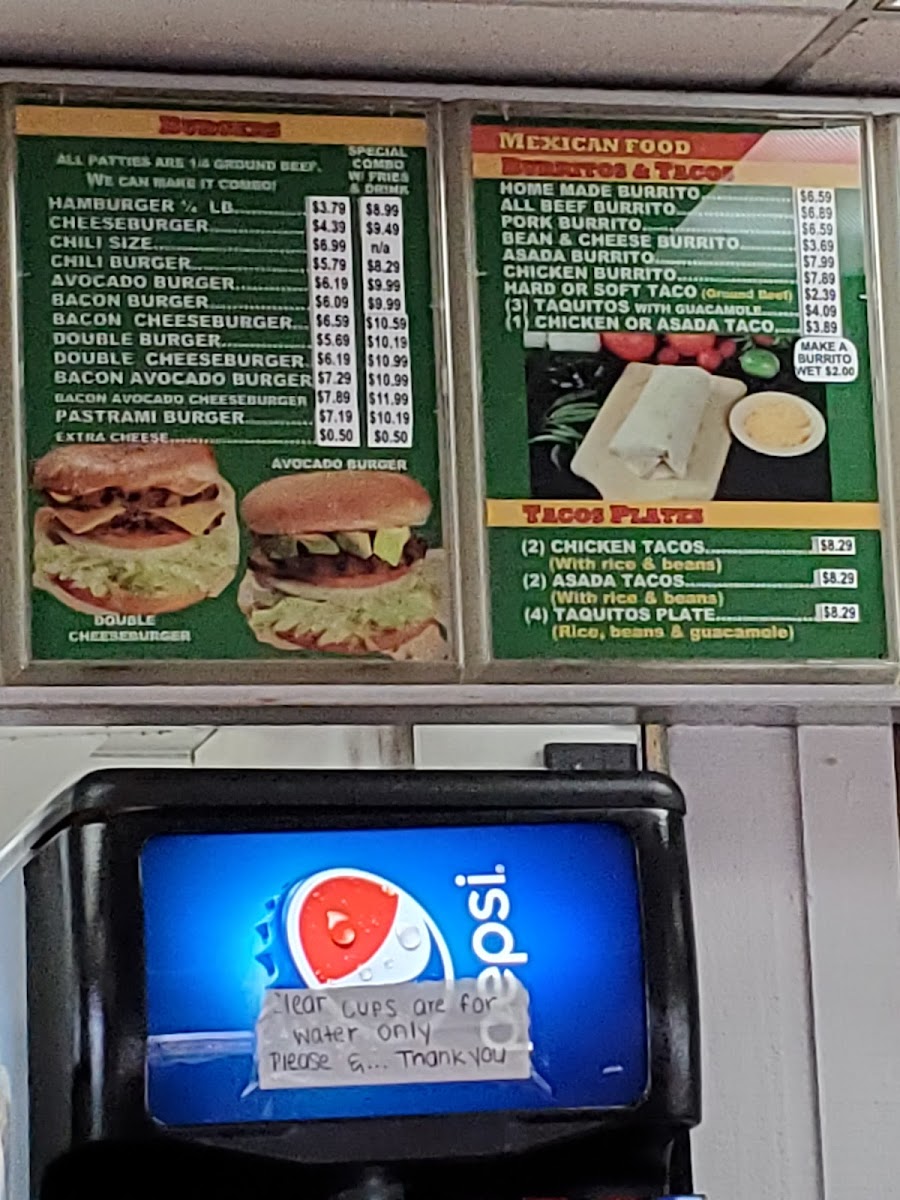 BURGERS
ALL PATTIES ARE 1/4 GROUND BEEF.
WE CAN MAKE IT COMBO!
SPECIAL
COMBO
W/ FRIES
& DRINK
HAMBURGER ¼ LB. $3.79 $8.99
CHEESEBURGER $4.39 $9.49
CHILI SIZE $6.99 n/a
CHILI BURGER $5.79 $8.29
AVOCADO BURGER $6.19 $9.99
BACON BURGER $6.09 $9.99
BACON CHEESEBURGER $6.59 $10.59
DOUBLE BURGER $5.69 $10.19
DOUBLE CHEESEBURGER $6.19 $10.99
BACON AVOCADO BURGER $7.29 $10.99
BACON AVOCADO CHEESEBURGER $7.89 $11.99
PASTRAMI BURGER $7.19 $10.19
EXTRA CHEESE $0.50 $0.50
AVOCADO BURGER
DOUBLE
CHEESEBURGER
MEXICAN FOOD
BURRITOS & TACOS
HOME MADE BURRITO $6.59
ALL BEEF BURRITO $6.89
PORK BURRITO $6.59
BEAN & CHEESE BURRITO $3.69
ASADA BURRITO $7.99
CHICKEN BURRITO $7.89
HARD OR SOFT TACO (Ground Beef) $2.39
(3) TAQUITOS WITH GUACAMOLE $4.09
(1) CHICKEN OR ASADA TACO $3.89
MAKE A
BURRITO
WET $2.00
TACOS PLATES
(2) CHICKEN TACOS $8.29
(With rice & beans)
(2) ASADA TACOS $8.29
(With rice & beans)
(4) TAQUITOS PLATE $8.29
(Rice, beans & guacamole)
pepsi
Clear cups are for
water only
Please &... Thank you